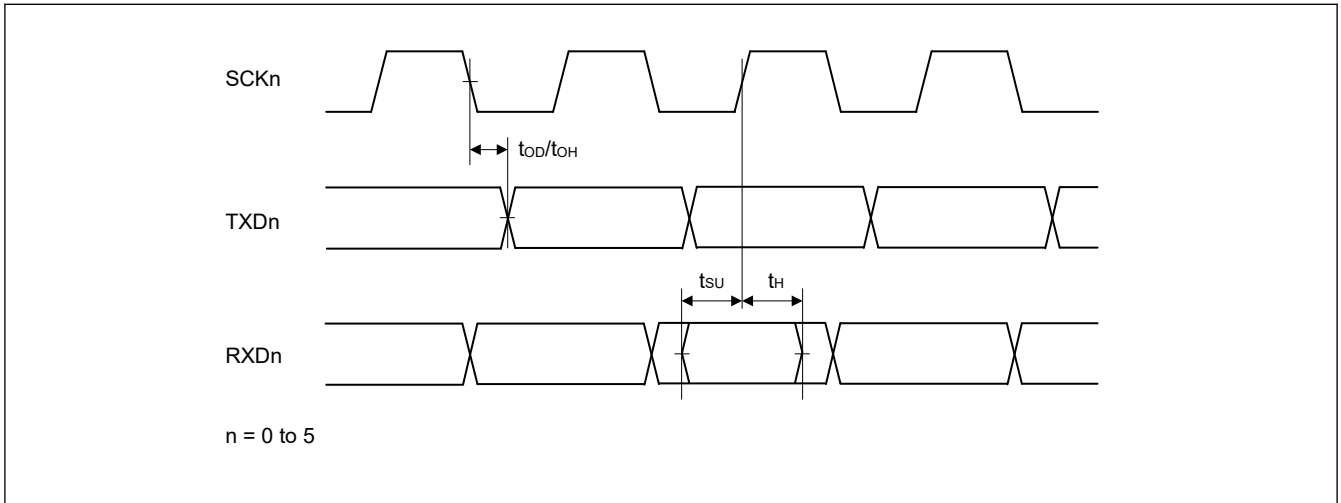 SCKn
tOD/tOH
TXDn
tSU tH
RXDn
n = 0 to 5